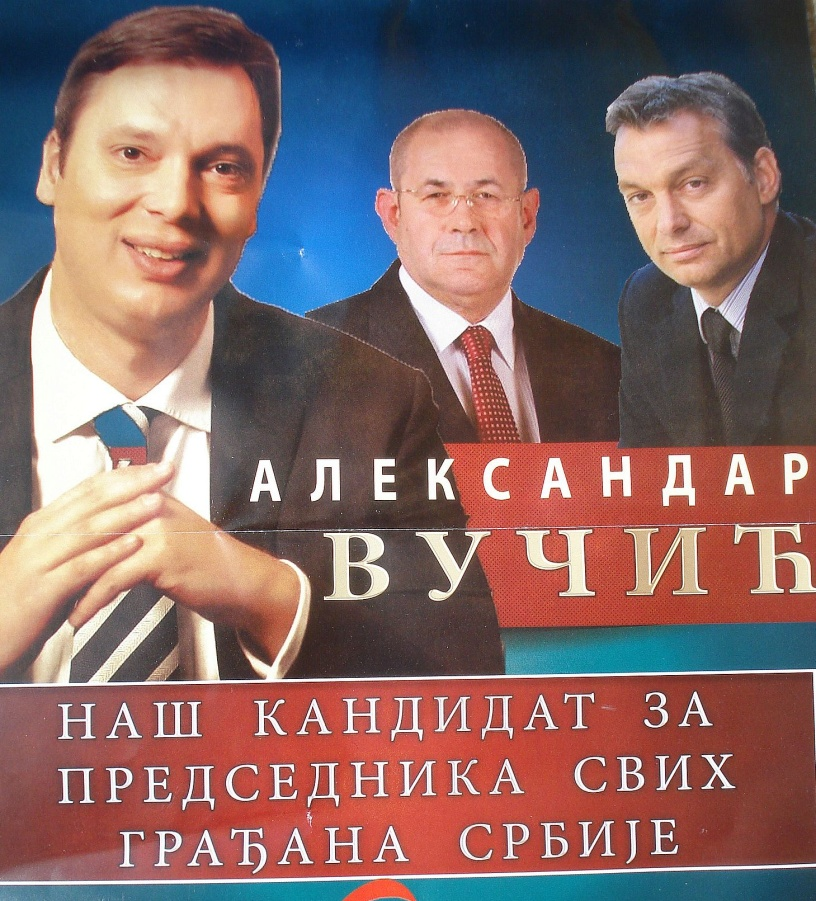 АЛЕКСАНДАР
ВУЧИЋ
НАШ КАНДИДАТ ЗА
ПРЕДСЕДНИКА СВИХ
ГРАЂАНА СРБИЈЕ